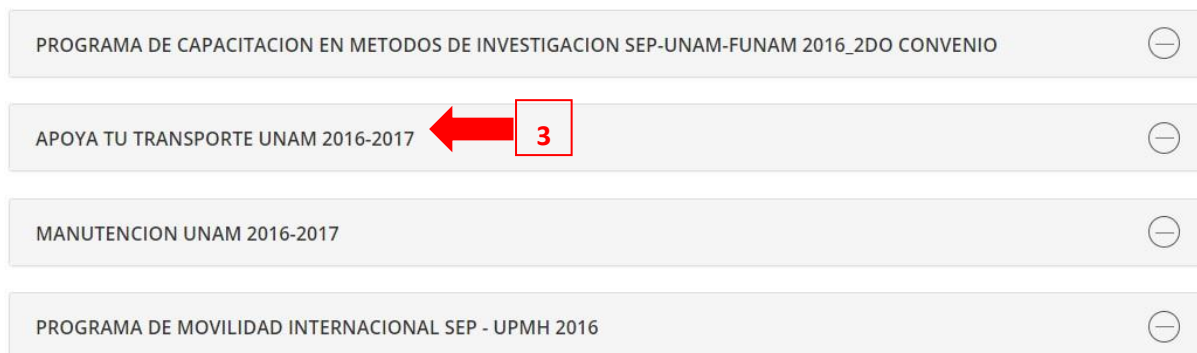 PROGRAMA DE CAPACITACION EN METODOS DE INVESTIGACION SEP-UNAM-FUNAM 2016_2DO CONVENIO
APOYA TU TRANSPORTE UNAM 2016-2017
3
MANUTENCION UNAM 2016-2017
PROGRAMA DE MOVILIDAD INTERNACIONAL SEP - UPMH 2016